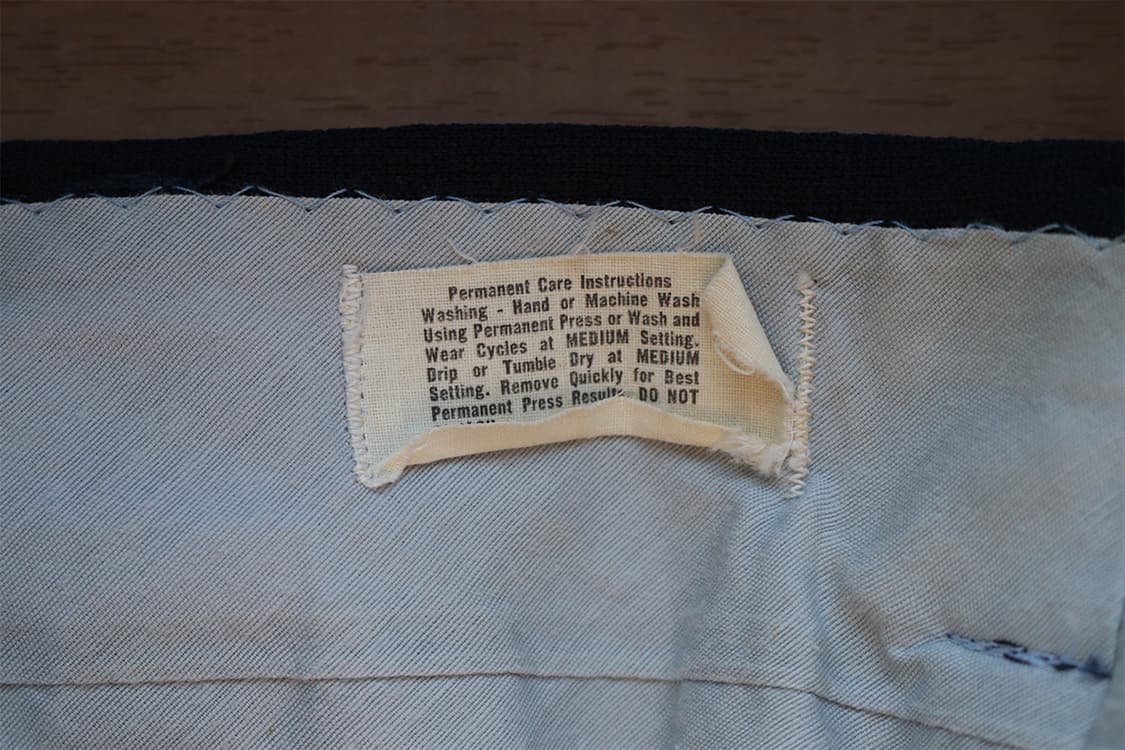 Permanent Care Instructions
Washing - Hand or Machine Wash
Using Permanent Press or Wash and
Wear Cycles at MEDIUM Setting.
Drip or Tumble Dry at MEDIUM
Setting. Remove Quickly for Best
Permanent Press Results DO NOT